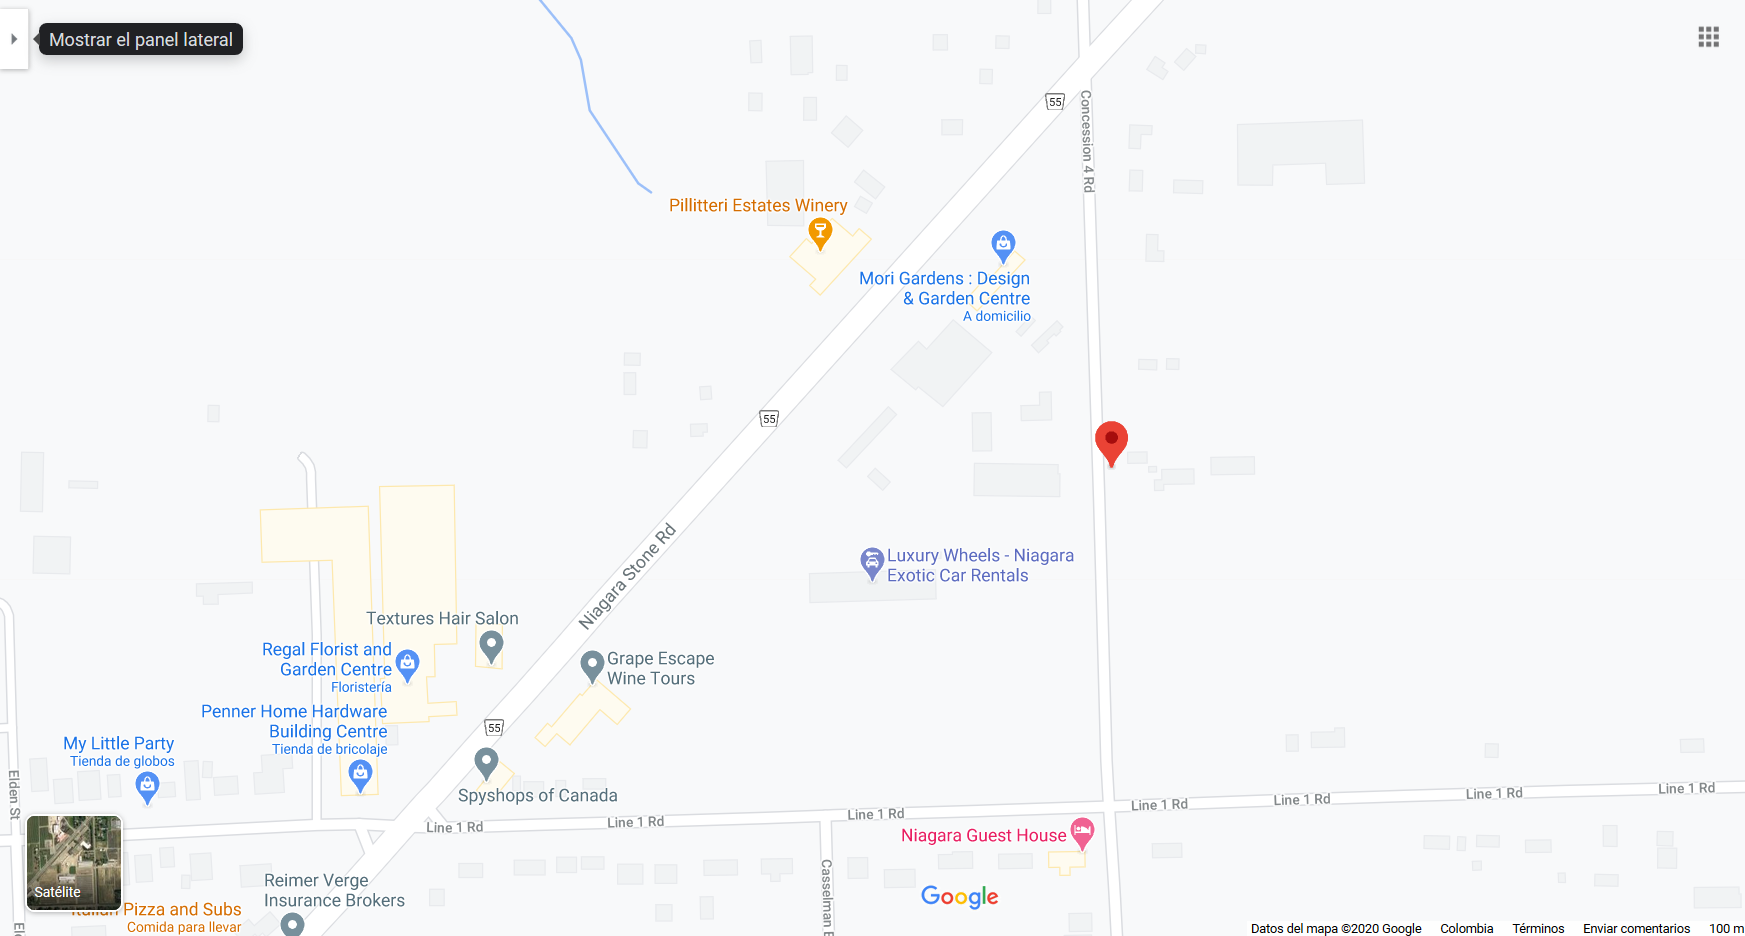 Mostrar el panel lateral
55
Concession 4 Rd
Pillitteri Estates Winery
Mori Gardens : Design
& Garden Centre
A domicilio
55
Niagara Stone Rd
Luxury Wheels - Niagara
Exotic Car Rentals
Textures Hair Salon
Regal Florist and
Garden Centre
Floristería
Grape Escape
Wine Tours
Penner Home Hardware
Building Centre
Tienda de bricolaje
55
My Little Party
Tienda de globos
Elden St
Spyshops of Canada
Line 1 Rd
Line 1 Rd
Line 1 Rd
Line 1 Rd
Line 1 Rd
Line 1 Rd
Line 1 Rd
Niagara Guest House
Casselman
Satélite
Reimer Verge
Insurance Brokers
Italian Pizza and Subs
Comida para llevar
Google
Datos del mapa ©2020 Google Colombia Términos Enviar comentarios 100 m